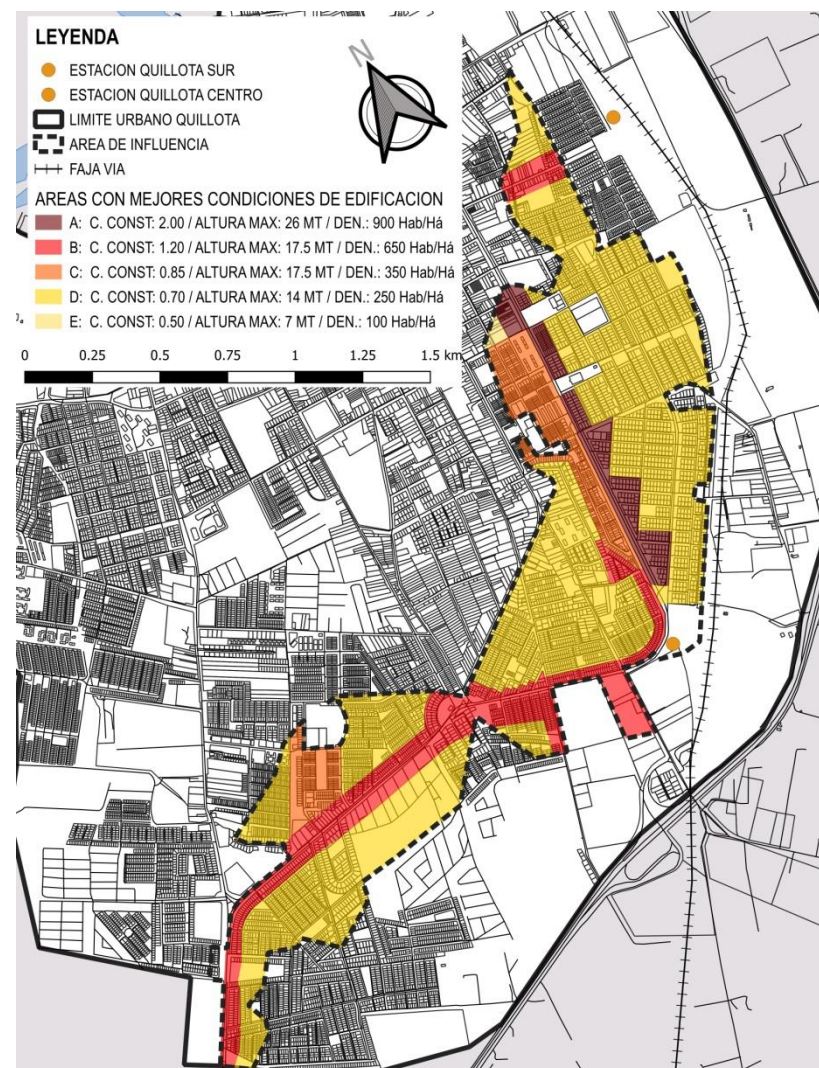 LEYENDA
N
ESTACION QUILLOTA SUR
ESTACION QUILLOTA CENTRO
LIMITE URBANO QUILLOTA
AREA DE INFLUENCIA
FAJA VIA
AREAS CON MEJORES CONDICIONES DE EDIFICACION
A: C. CONST: 2.00 / ALTURA MAX: 26 MT / DEN.: 900 Hab/Há
B: C. CONST: 1.20 / ALTURA MAX: 17.5 MT / DEN.: 650 Hab/Há
C: C. CONST: 0.85 / ALTURA MAX: 17.5 MT / DEN.: 350 Hab/Há
D: C. CONST: 0.70 / ALTURA MAX: 14 MT / DEN.: 250 Hab/Há
E: C. CONST: 0.50 / ALTURA MAX: 7 MT / DEN.: 100 Hab/Há
0 0.25 0.5 0.75 1 1.25 1.5 km